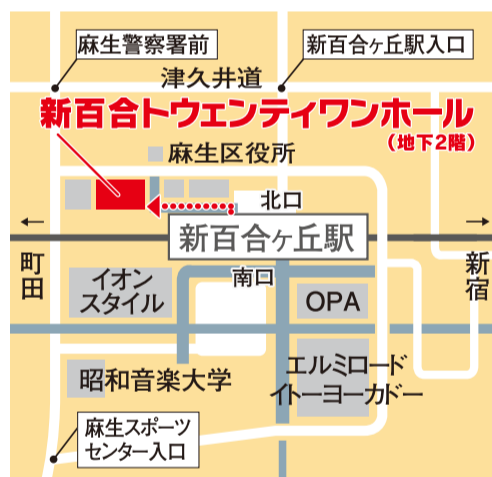 麻生警察署前
新百合ヶ丘駅入口
津久井道
新百合トウェンティワンホール
（地下2階）
麻生区役所
北口
←
→
新百合ヶ丘駅
町田
新宿
南口
イオン
スタイル
OPA
エルミロード
イトーヨーカドー
昭和音楽大学
麻生スポーツ
センター入口